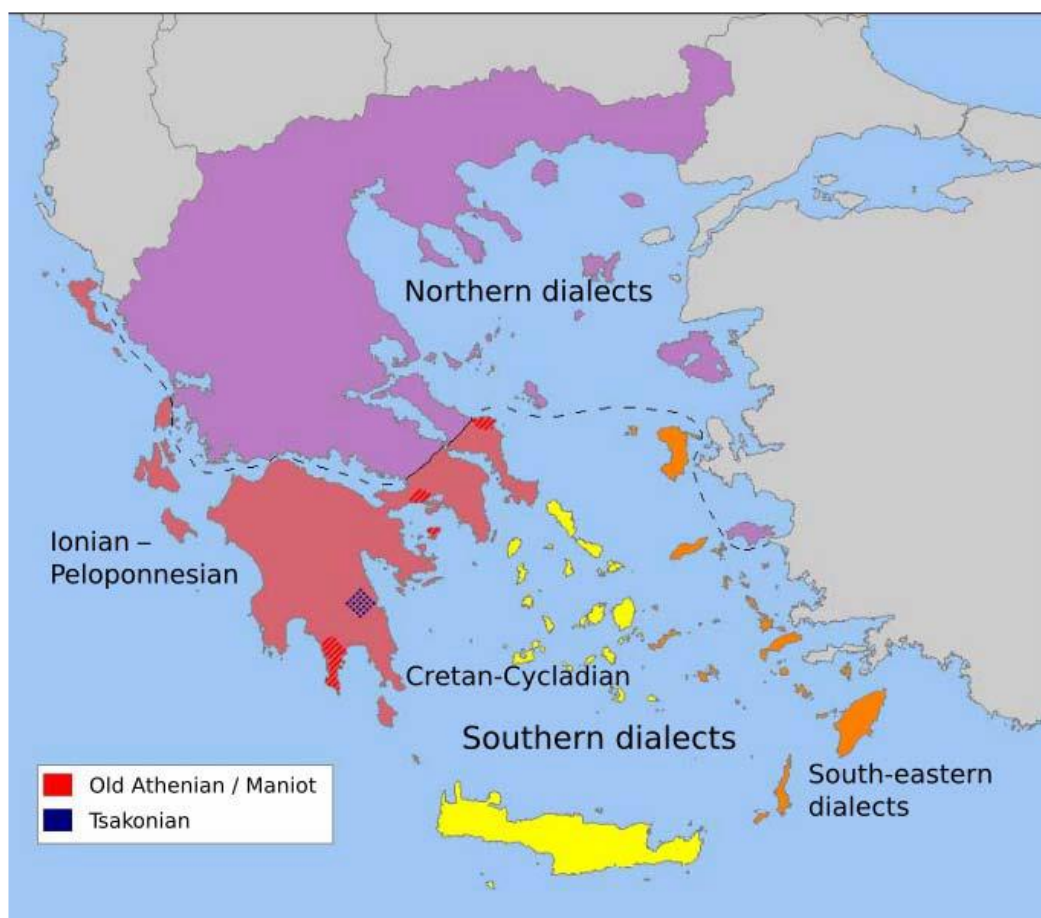 Northern dialects
Ionian –
Peloponnesian
Cretan-Cycladian
Southern dialects
South-eastern
dialects
Old Athenian / Maniot
Tsakonian